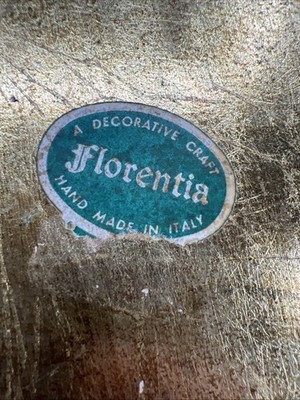 A DECORATIVE CRAFT
Florentia
HAND MADE IN ITALY